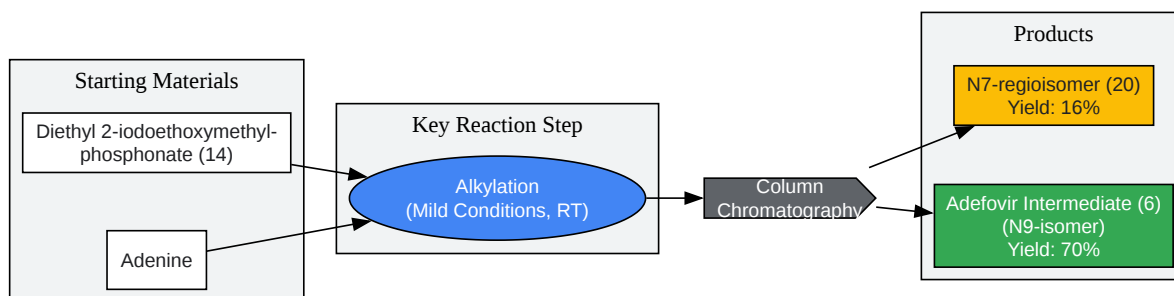 Starting Materials
Diethyl 2-iodoethoxymethyl-
phosphonate (14)
Adenine
Key Reaction Step
Alkylation
(Mild Conditions, RT)
Column
Chromatography
Products
N7-regioisomer (20)
Yield: 16%
Adefovir Intermediate (6)
(N9-isomer)
Yield: 70%